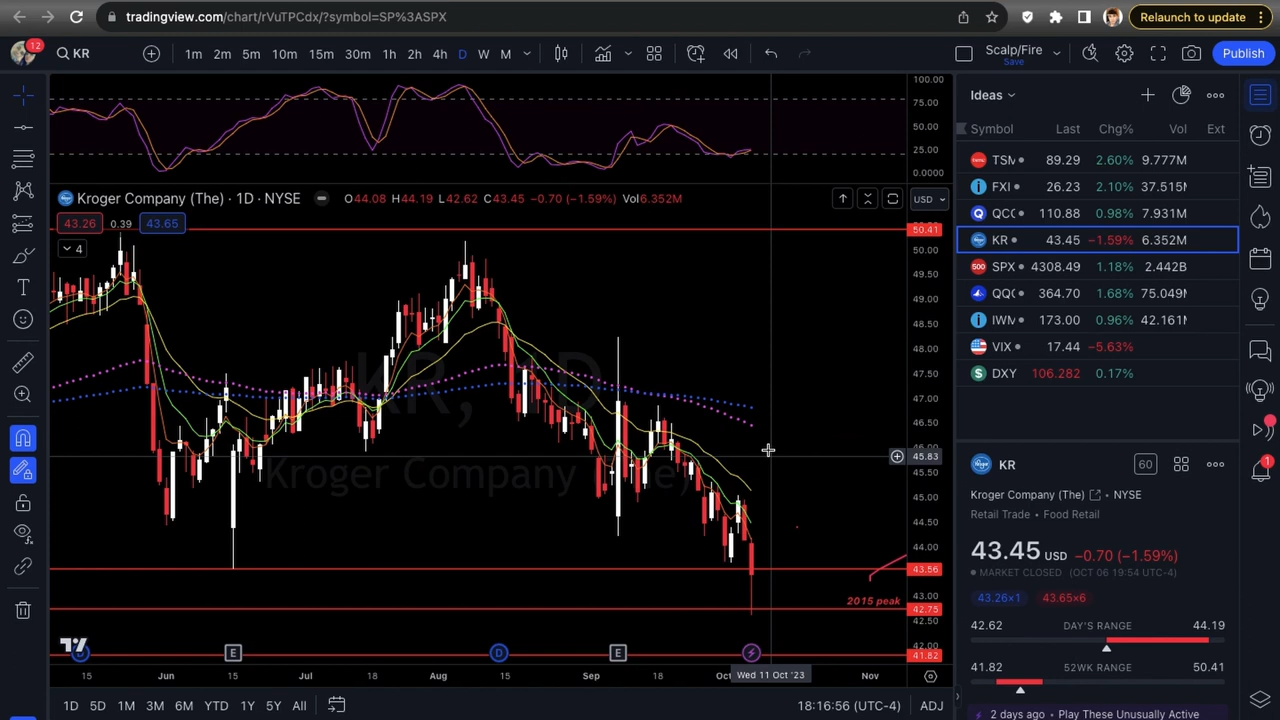 tradingview.com/chart/rVuTPCdx/?symbol=SP%3ASPX
Relaunch to update
12
KR
1m 2m 5m 10m 15m 30m 1h 2h 4h D W M
Scalp/Fire
Save
Publish
100.00
75.00
50.00
25.00
0.0000
Kroger Company (The) · 1D · NYSE
O44.08 H44.19 L42.62 C43.45 −0.70 (−1.59%) Vol6.352M
USD
43.26 0.39 43.65
4
50.41
50.00
49.50
49.00
48.50
48.00
47.50
47.00
46.50
46.00
45.83
45.50
45.00
44.50
44.00
43.56
43.00
42.75
42.50
42.00
41.82
KR, 1D
Kroger Company (The)
2015 peak
D E D E
15 Jun 15 Jul 18 Aug 15 Sep 18 Oct Wed 11 Oct '23 Nov
1D 5D 1M 3M 6M YTD 1Y 5Y All
18:16:56 (UTC-4) ADJ
Ideas
Symbol Last Chg% Vol Ext
TSM 89.29 2.60% 9.777M
FXI 26.23 2.10% 37.515M
QCO 110.88 0.98% 7.931M
KR 43.45 −1.59% 6.352M
SPX 4308.49 1.18% 2.442B
QQQ 364.70 1.68% 75.049M
IWM 173.00 0.96% 42.161M
VIX 17.44 −5.63%
DXY 106.282 0.17%
KR
60
Kroger Company (The) • NYSE
Retail Trade • Food Retail
43.45 USD −0.70 (−1.59%)
MARKET CLOSED (OCT 06 19:54 UTC-4)
43.26×1 43.65×6
42.62 DAY'S RANGE 44.19
41.82 52WK RANGE 50.41
2 days ago • Play These Unusually Active
1